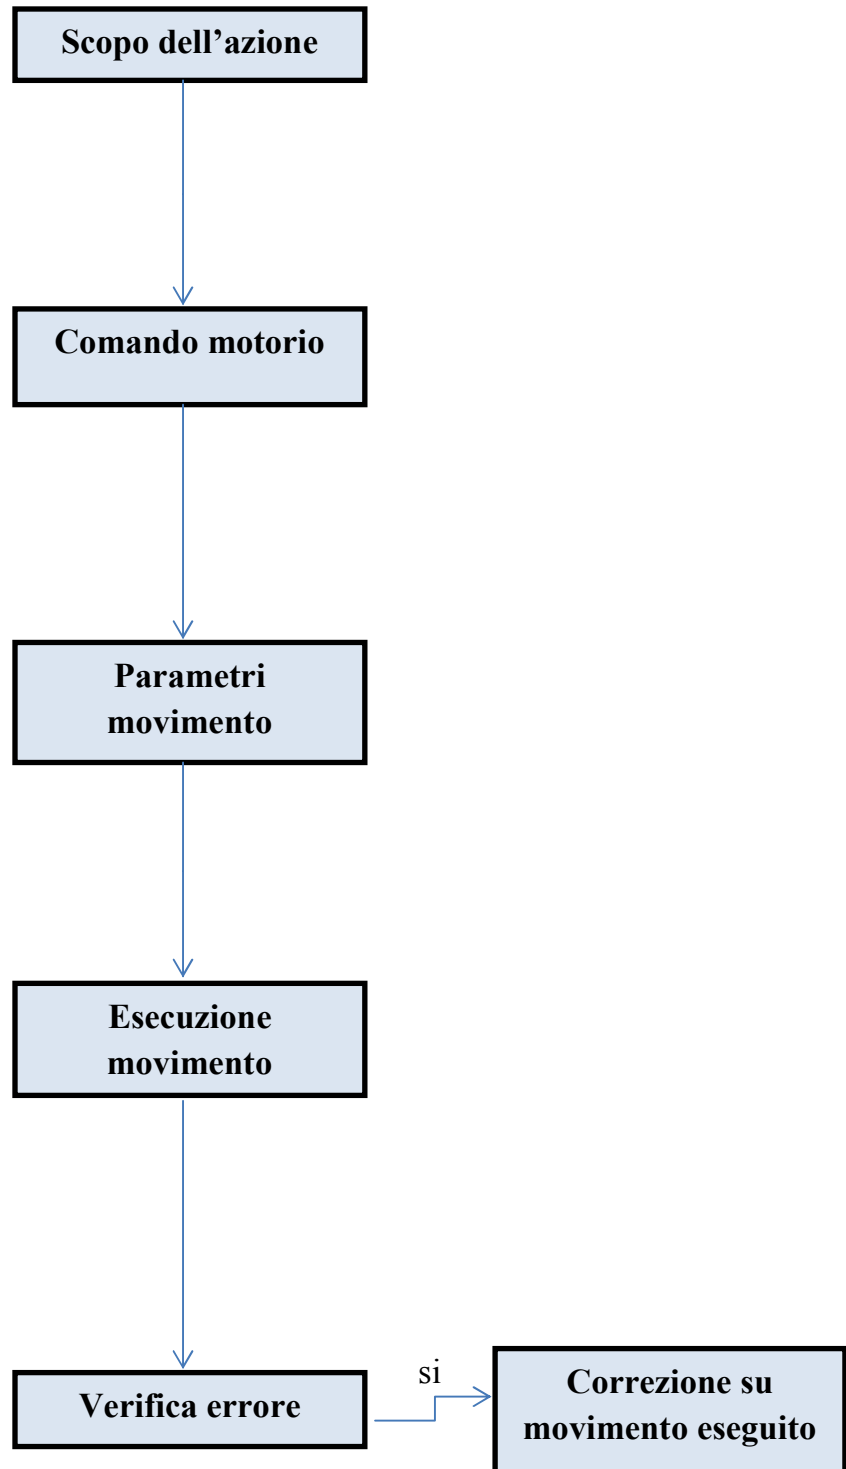 Scopo dell’azione
Comando motorio
Parametri
movimento
Esecuzione
movimento
Verifica errore
si
Correzione su
movimento eseguito